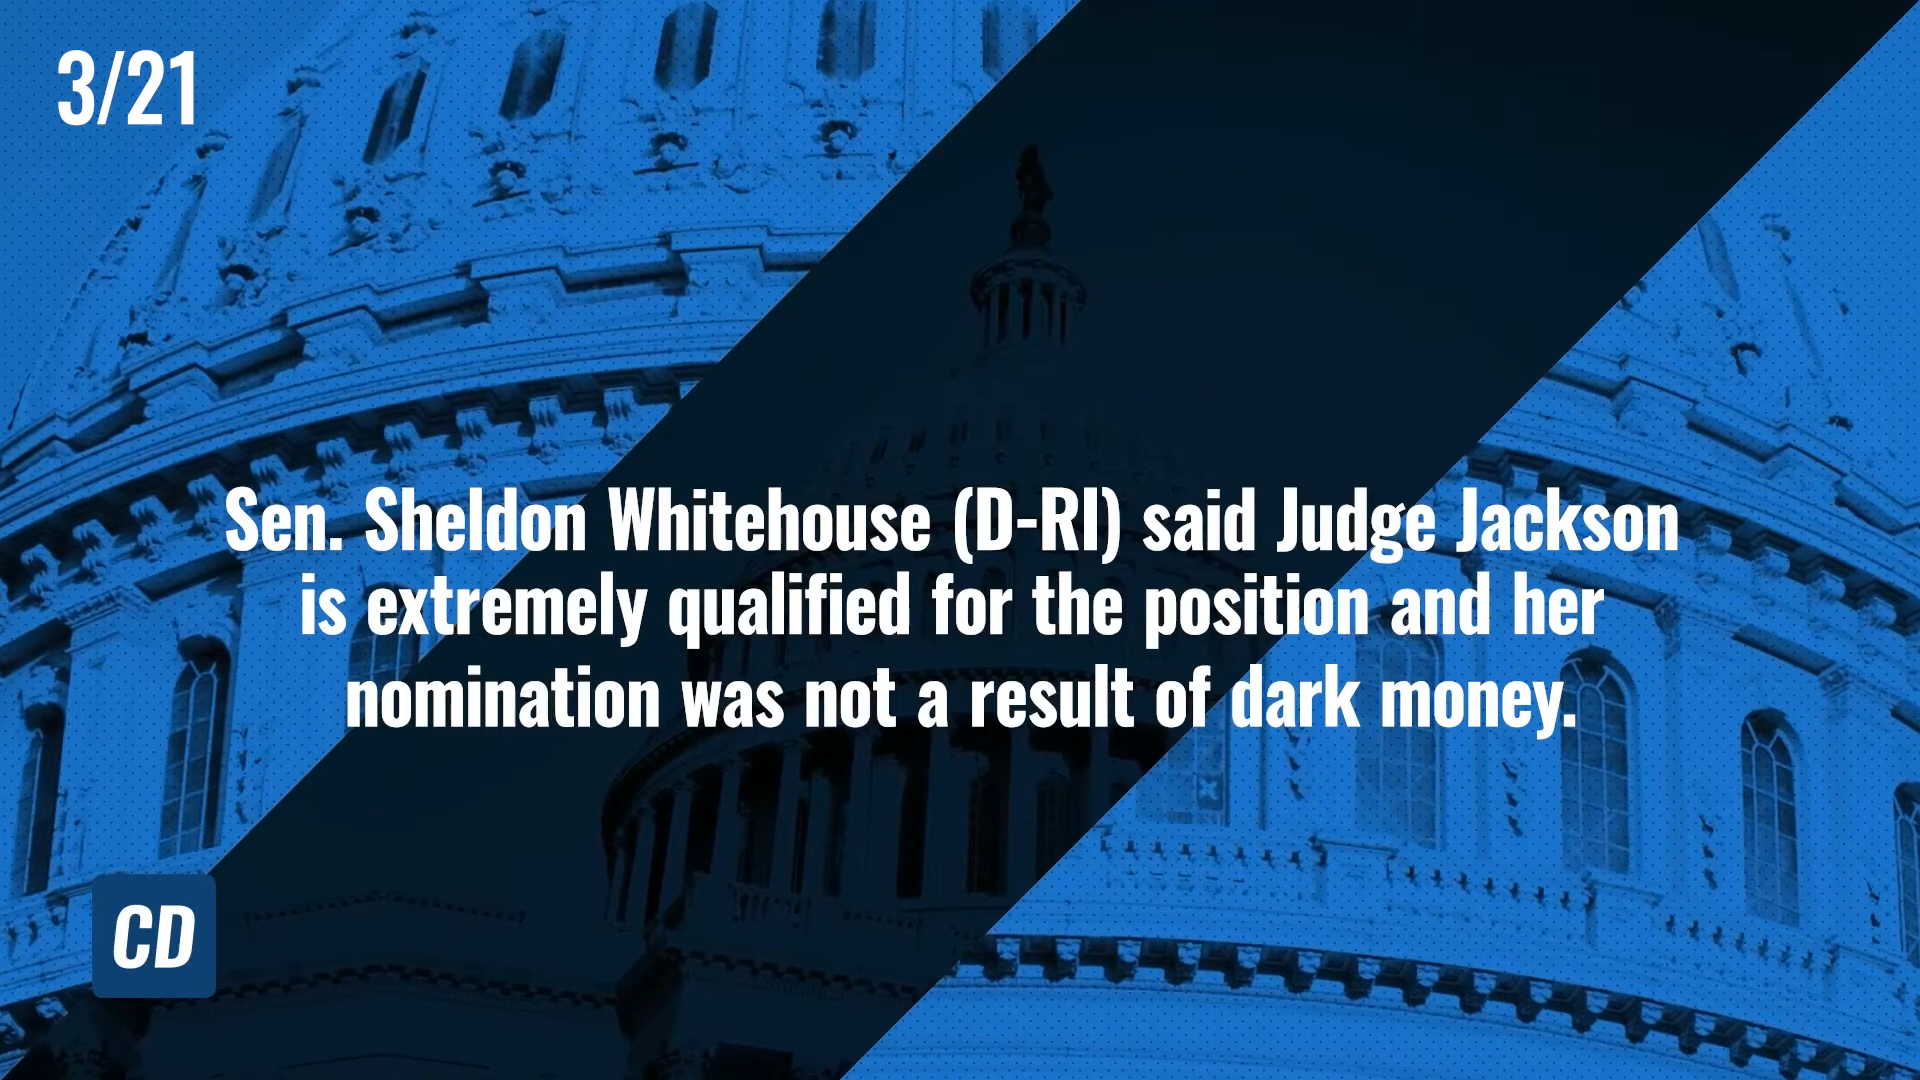 3/21
Sen. Sheldon Whitehouse (D-RI) said Judge Jackson
is extremely qualified for the position and her
nomination was not a result of dark money.
CD